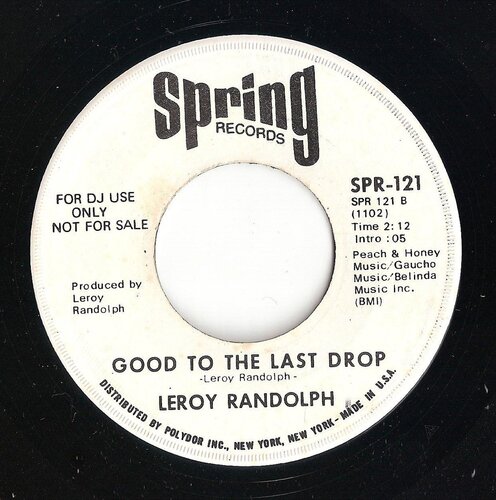 Spring
RECORDS
FOR DJ USE
ONLY
NOT FOR SALE
SPR-121
SPR 121 B
(1102)
Time 2:12
Intro :05
Peach & Honey
Music/Gaucho
Music/Belinda
Music Inc.
(BMI)
Produced by
Leroy
Randolph
GOOD TO THE LAST DROP
-Leroy Randolph-
LEROY RANDOLPH
DISTRIBUTED BY POLYDOR INC., NEW YORK, NEW YORK - MADE IN U.S.A.